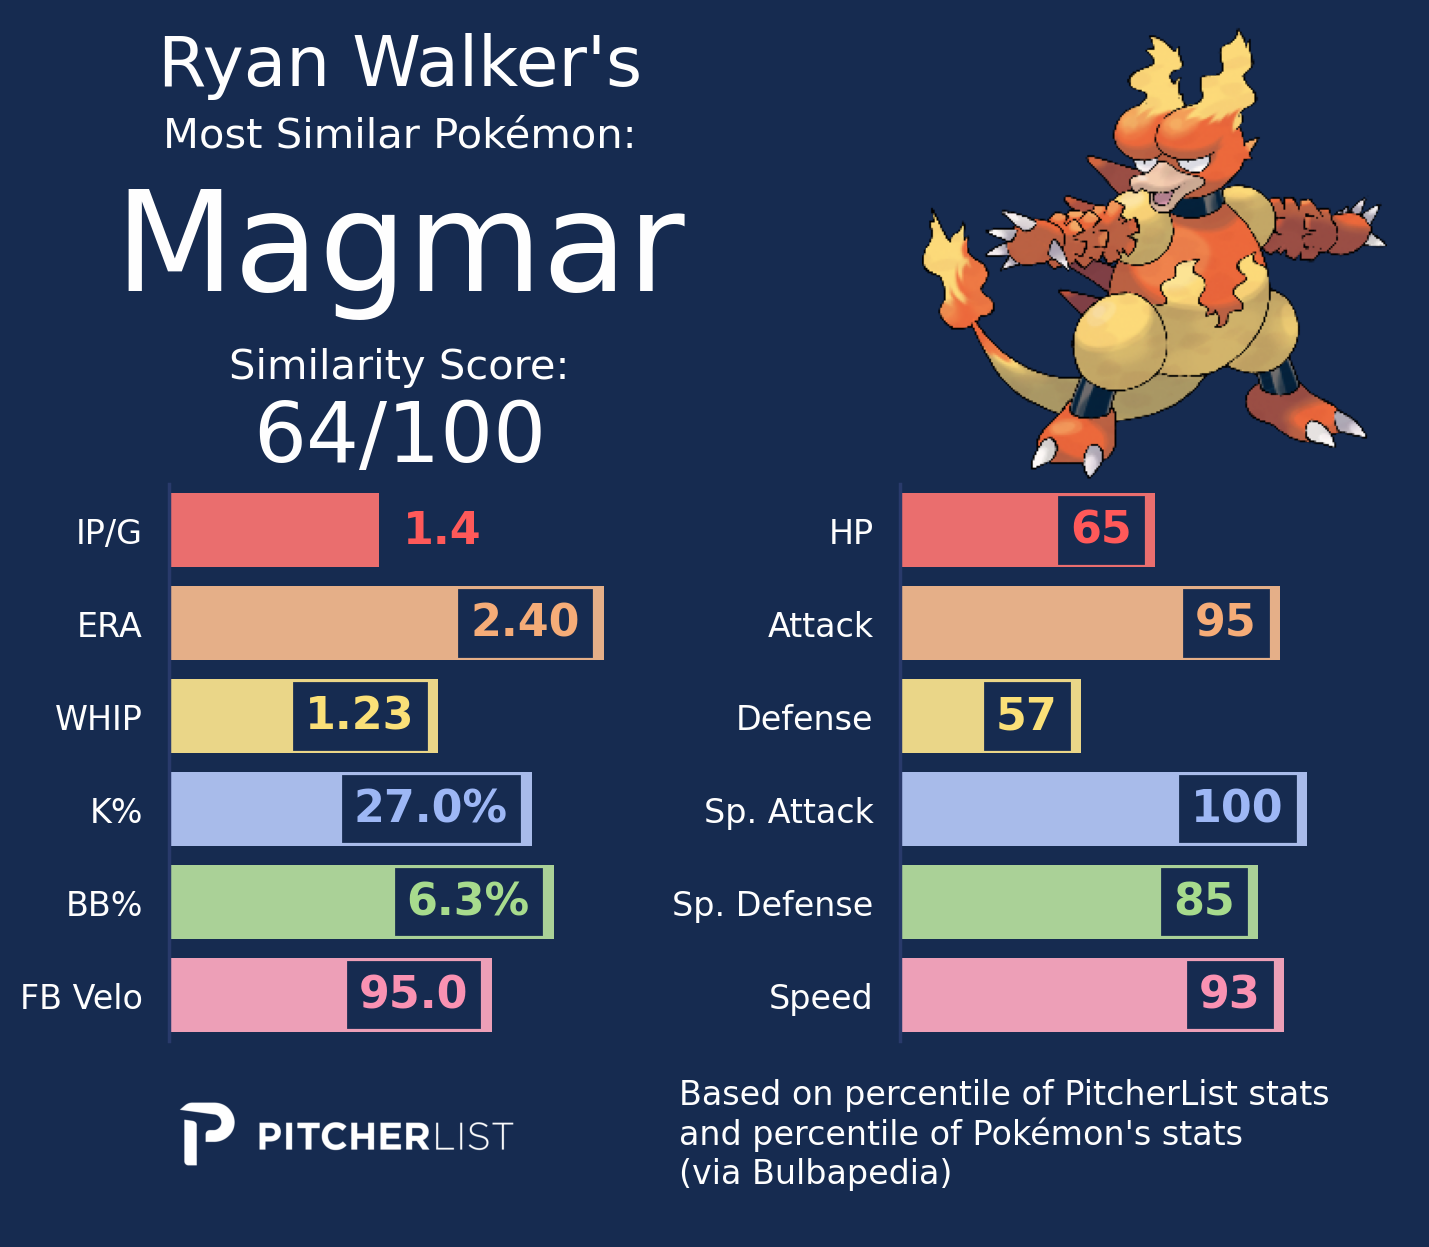 Ryan Walker's
Most Similar Pokémon:
Magmar
Similarity Score:
64/100
IP/G 1.4
ERA 2.40
WHIP 1.23
K% 27.0%
BB% 6.3%
FB Velo 95.0
HP 65
Attack 95
Defense 57
Sp. Attack 100
Sp. Defense 85
Speed 93
PITCHERLIST
Based on percentile of PitcherList stats
and percentile of Pokémon's stats
(via Bulbapedia)